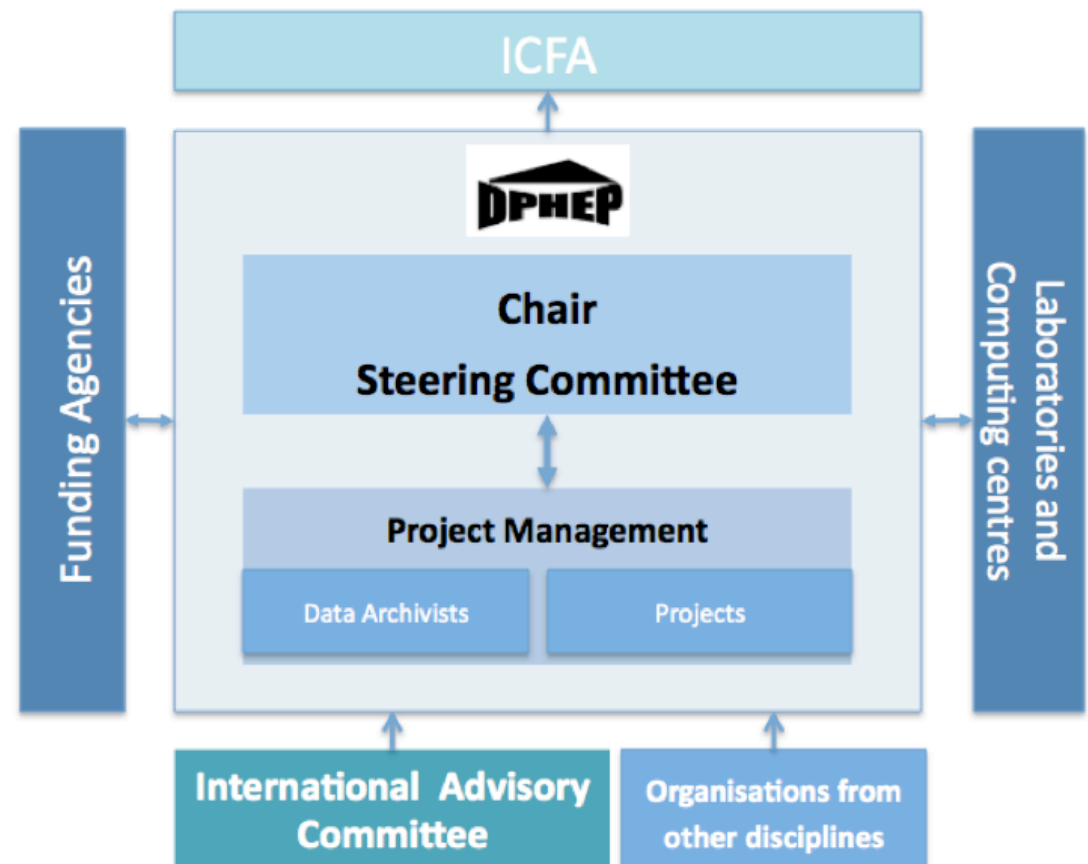 ICFA
DPHEP
Chair
Steering Committee
Funding Agencies
Laboratories and
Computing centres
Project Management
Data Archivists
Projects
International Advisory
Committee
Organisations from
other disciplines